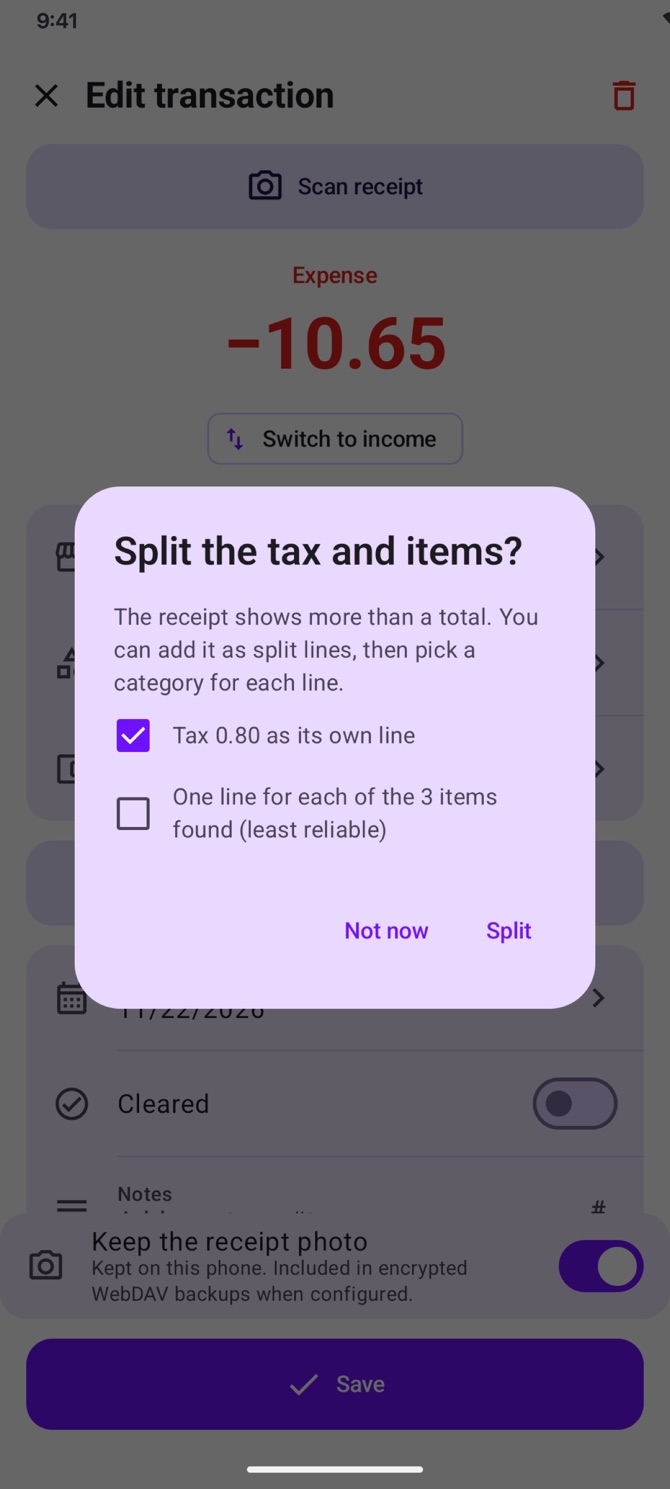 9:41
Edit transaction
Scan receipt
Expense
−10.65
Switch to income
Split the tax and items?
The receipt shows more than a total. You
can add it as split lines, then pick a
category for each line.
Tax 0.80 as its own line
One line for each of the 3 items
found (least reliable)
Not now
Split
11/22/2026
Cleared
Notes
#
Keep the receipt photo
Kept on this phone. Included in encrypted
WebDAV backups when configured.
Save